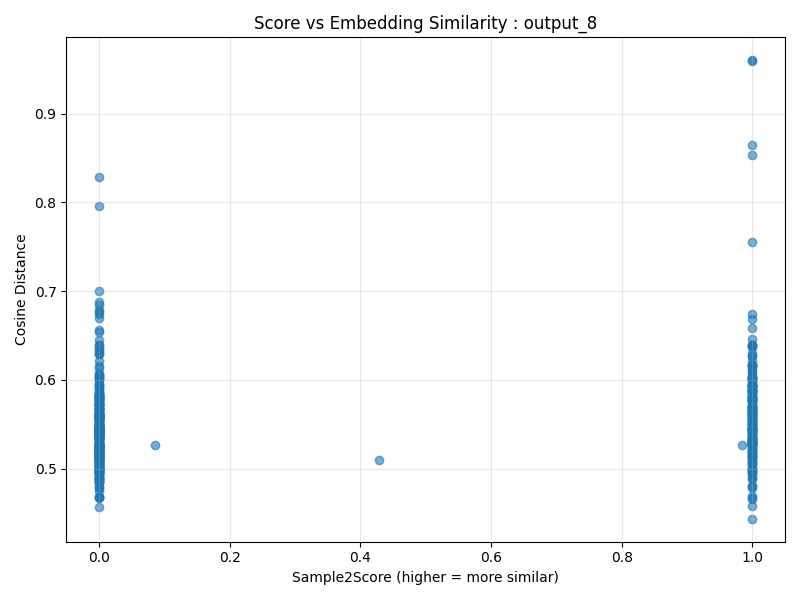 Score vs Embedding Similarity : output_8
0.9
0.8
0.7
0.6
0.5
Cosine Distance
0.0 0.2 0.4 0.6 0.8 1.0
Sample2Score (higher = more similar)